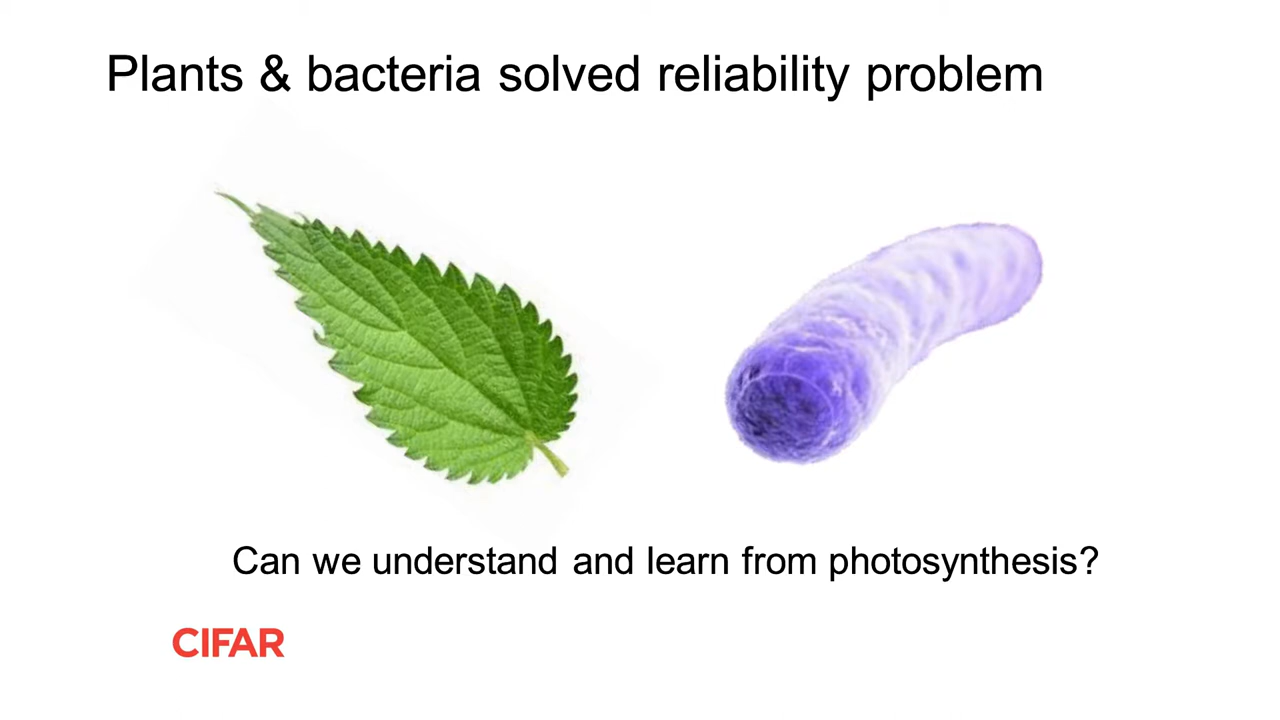 Plants & bacteria solved reliability problem
Can we understand and learn from photosynthesis?
CIFAR